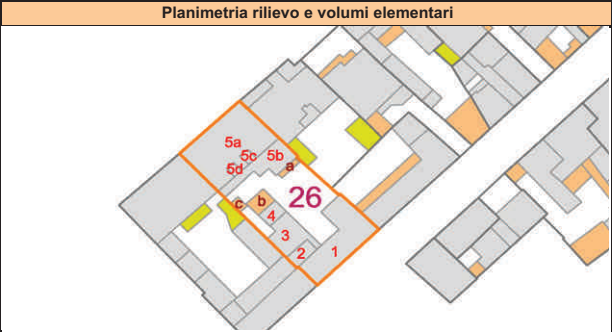 Planimetria rilievo e volumi elementari
5a
5c
5b
5d
a
c
b
26
4
3
2
1